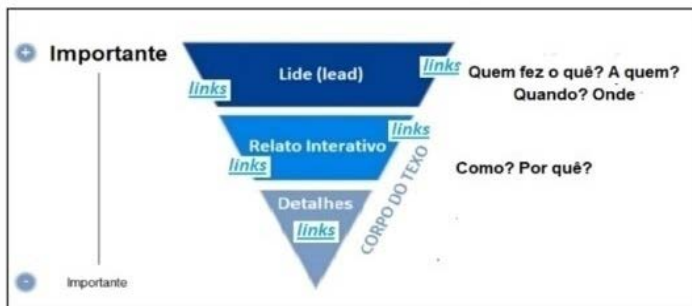 + Importante
Lide (lead)
links
links
Quem fez o quê? A quem?
Quando? Onde
Relato Interativo
links
links
Como? Por quê?
Detalhes
links
CORPO DO TEXO
- Importante